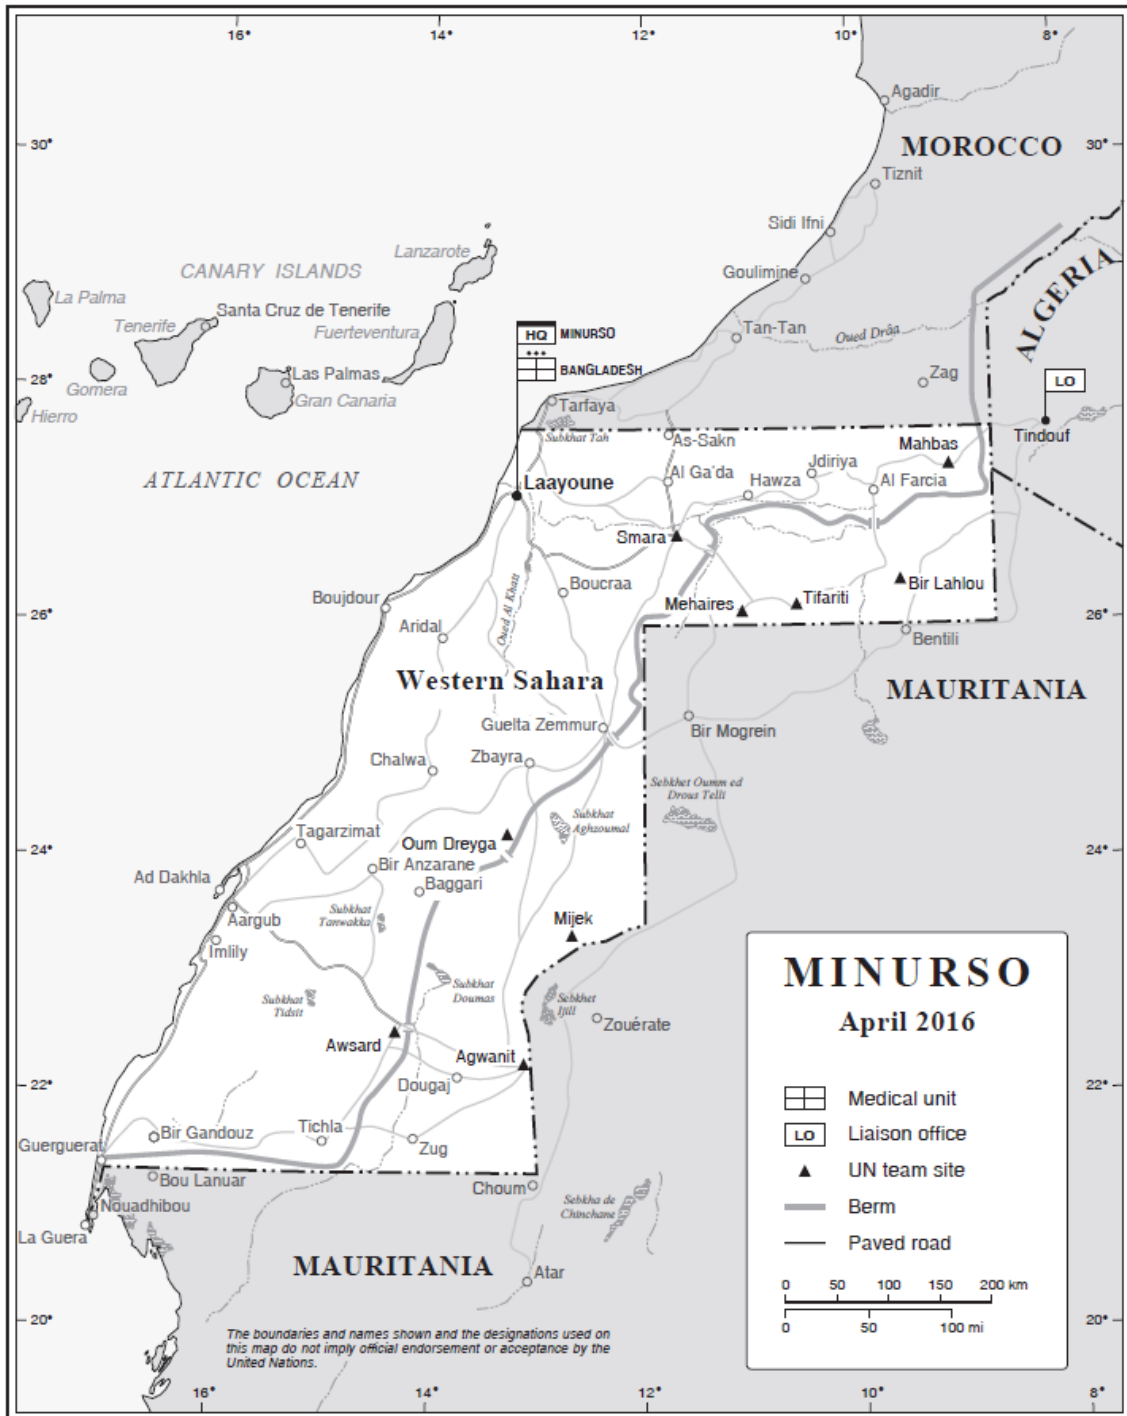 16°
14°
12°
10°
8°
Agadir
30°
MOROCCO
30°
Tiznit
Sidi Ifni
Lanzarote
CANARY ISLANDS
Goulimine
ALGERIA
La Palma
Santa Cruz de Tenerife
Tenerife
Fuerteventura
HQ MINURSO
BANGLADESH
Tan-Tan
Oued Drâa
28°
Las Palmas
Gomera
Gran Canaria
Hierro
Zag
LO
28°
Tarfaya
Subkhat Tah
As-Sakn
Mahbas
Tindouf
ATLANTIC OCEAN
Laayoune
Al Ga'da
Hawza
Jdiriya
Al Farcia
Smara
Boucraa
Oued Al Khatt
Boujdour
Mehaires
Tifariti
Bir Lahlou
26°
Aridal
Bentili
26°
Western Sahara
MAURITANIA
Guelta Zemmur
Bir Mogrein
Chalwa
Zbayra
Sebkhet Oumm ed
Drous Telli
Subkhat
Aghzoumal
Tagarzimat
Oum Dreyga
24°
24°
Bir Anzarane
Ad Dakhla
Baggari
Aargub
Subkhat
Tanwakka
Mijek
Imlily
Subkhat
Tidsit
Subkhat
Doumas
Sebkhet
Ijill
Zouérate
Awsard
Agwanit
Dougaj
22°
22°
Tichla
Bir Gandouz
Zug
Guerguerat
Bou Lanuar
Choum
Nouadhibou
Sebkha de
Chinchane
La Guera
MAURITANIA
Atar
20°
20°
The boundaries and names shown and the designations used on
this map do not imply official endorsement or acceptance by the
United Nations.
MINURSO
April 2016
Medical unit
LO Liaison office
UN team site
Berm
Paved road
0 50 100 150 200 km
0 50 100 mi
16°
14°
12°
10°
8°